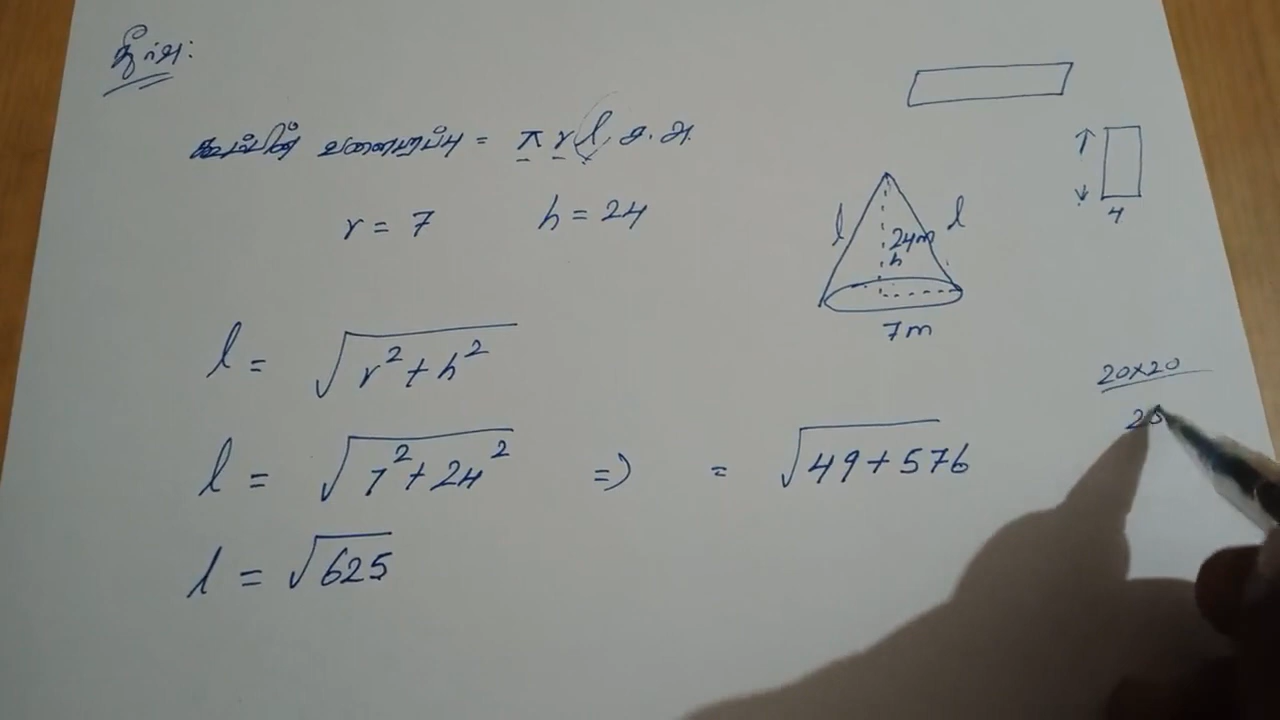 தீர்வு:
கூம்பின் வளைபரப்பு = π r l ச.அ.
r = 7 h = 24
l l
24m
h
7m
4
l = √r²+h²
20×20
l = √7²+24² => = √49+576
l = √625